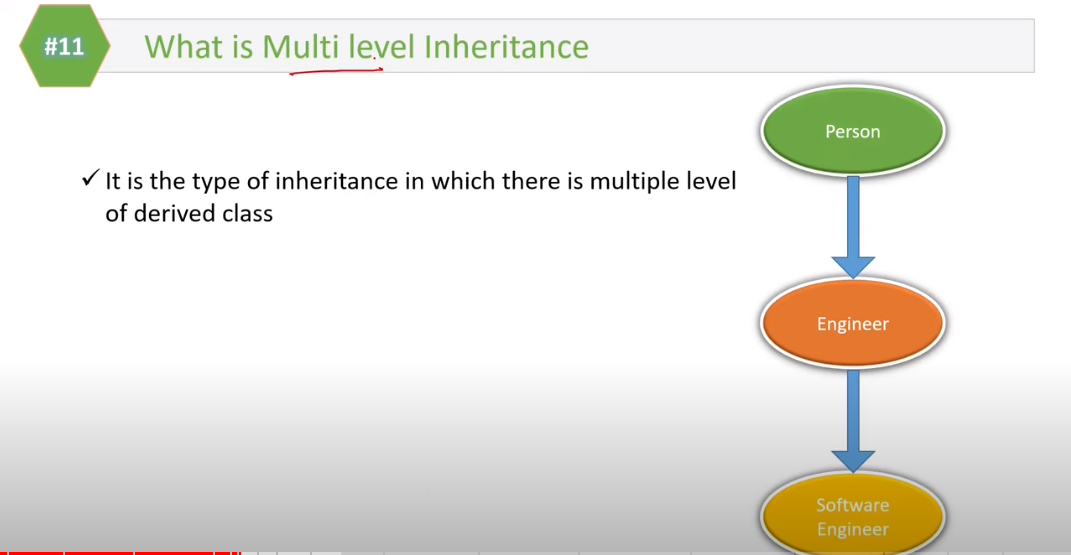 #11
What is Multi level Inheritance
Person
✓ It is the type of inheritance in which there is multiple level
of derived class
Engineer
Software
Engineer